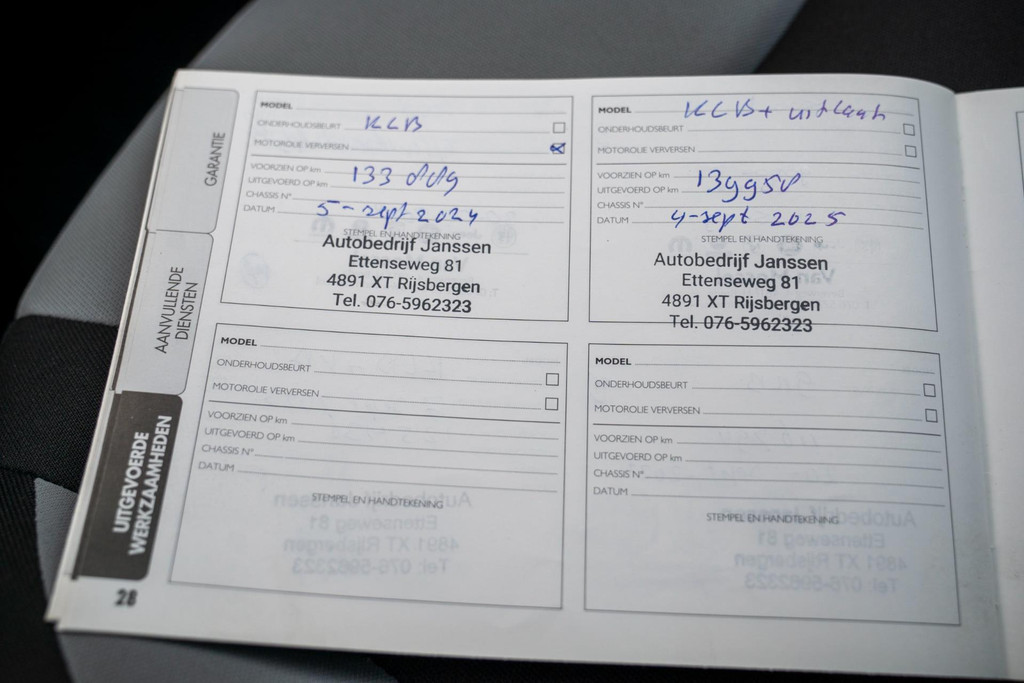 GARANTIE
AANVULLENDE
DIENSTEN
UITGEVOERDE
WERKZAAMHEDEN
28
MODEL
ONDERHOUDSBEURT KLB
MOTOROLIE VERVERSEN
VOORZIEN OP km
UITGEVOERD OP km 133
CHASSIS N°
DATUM 5-sept 2024
STEMPEL EN HANDTEKENING
Autobedrijf Janssen
Ettenseweg 81
4891 XT Rijsbergen
Tel. 076-5962323
MODEL KLB + uitlaat
ONDERHOUDSBEURT
MOTOROLIE VERVERSEN
VOORZIEN OP km
UITGEVOERD OP km 139950
CHASSIS N°
DATUM 4-sept 2025
STEMPEL EN HANDTEKENING
Autobedrijf Janssen
Ettenseweg 81
4891 XT Rijsbergen
Tel. 076-5962323
MODEL
ONDERHOUDSBEURT
MOTOROLIE VERVERSEN
VOORZIEN OP km
UITGEVOERD OP km
CHASSIS N°
DATUM
STEMPEL EN HANDTEKENING
MODEL
ONDERHOUDSBEURT
MOTOROLIE VERVERSEN
VOORZIEN OP km
UITGEVOERD OP km
CHASSIS N°
DATUM
STEMPEL EN HANDTEKENING